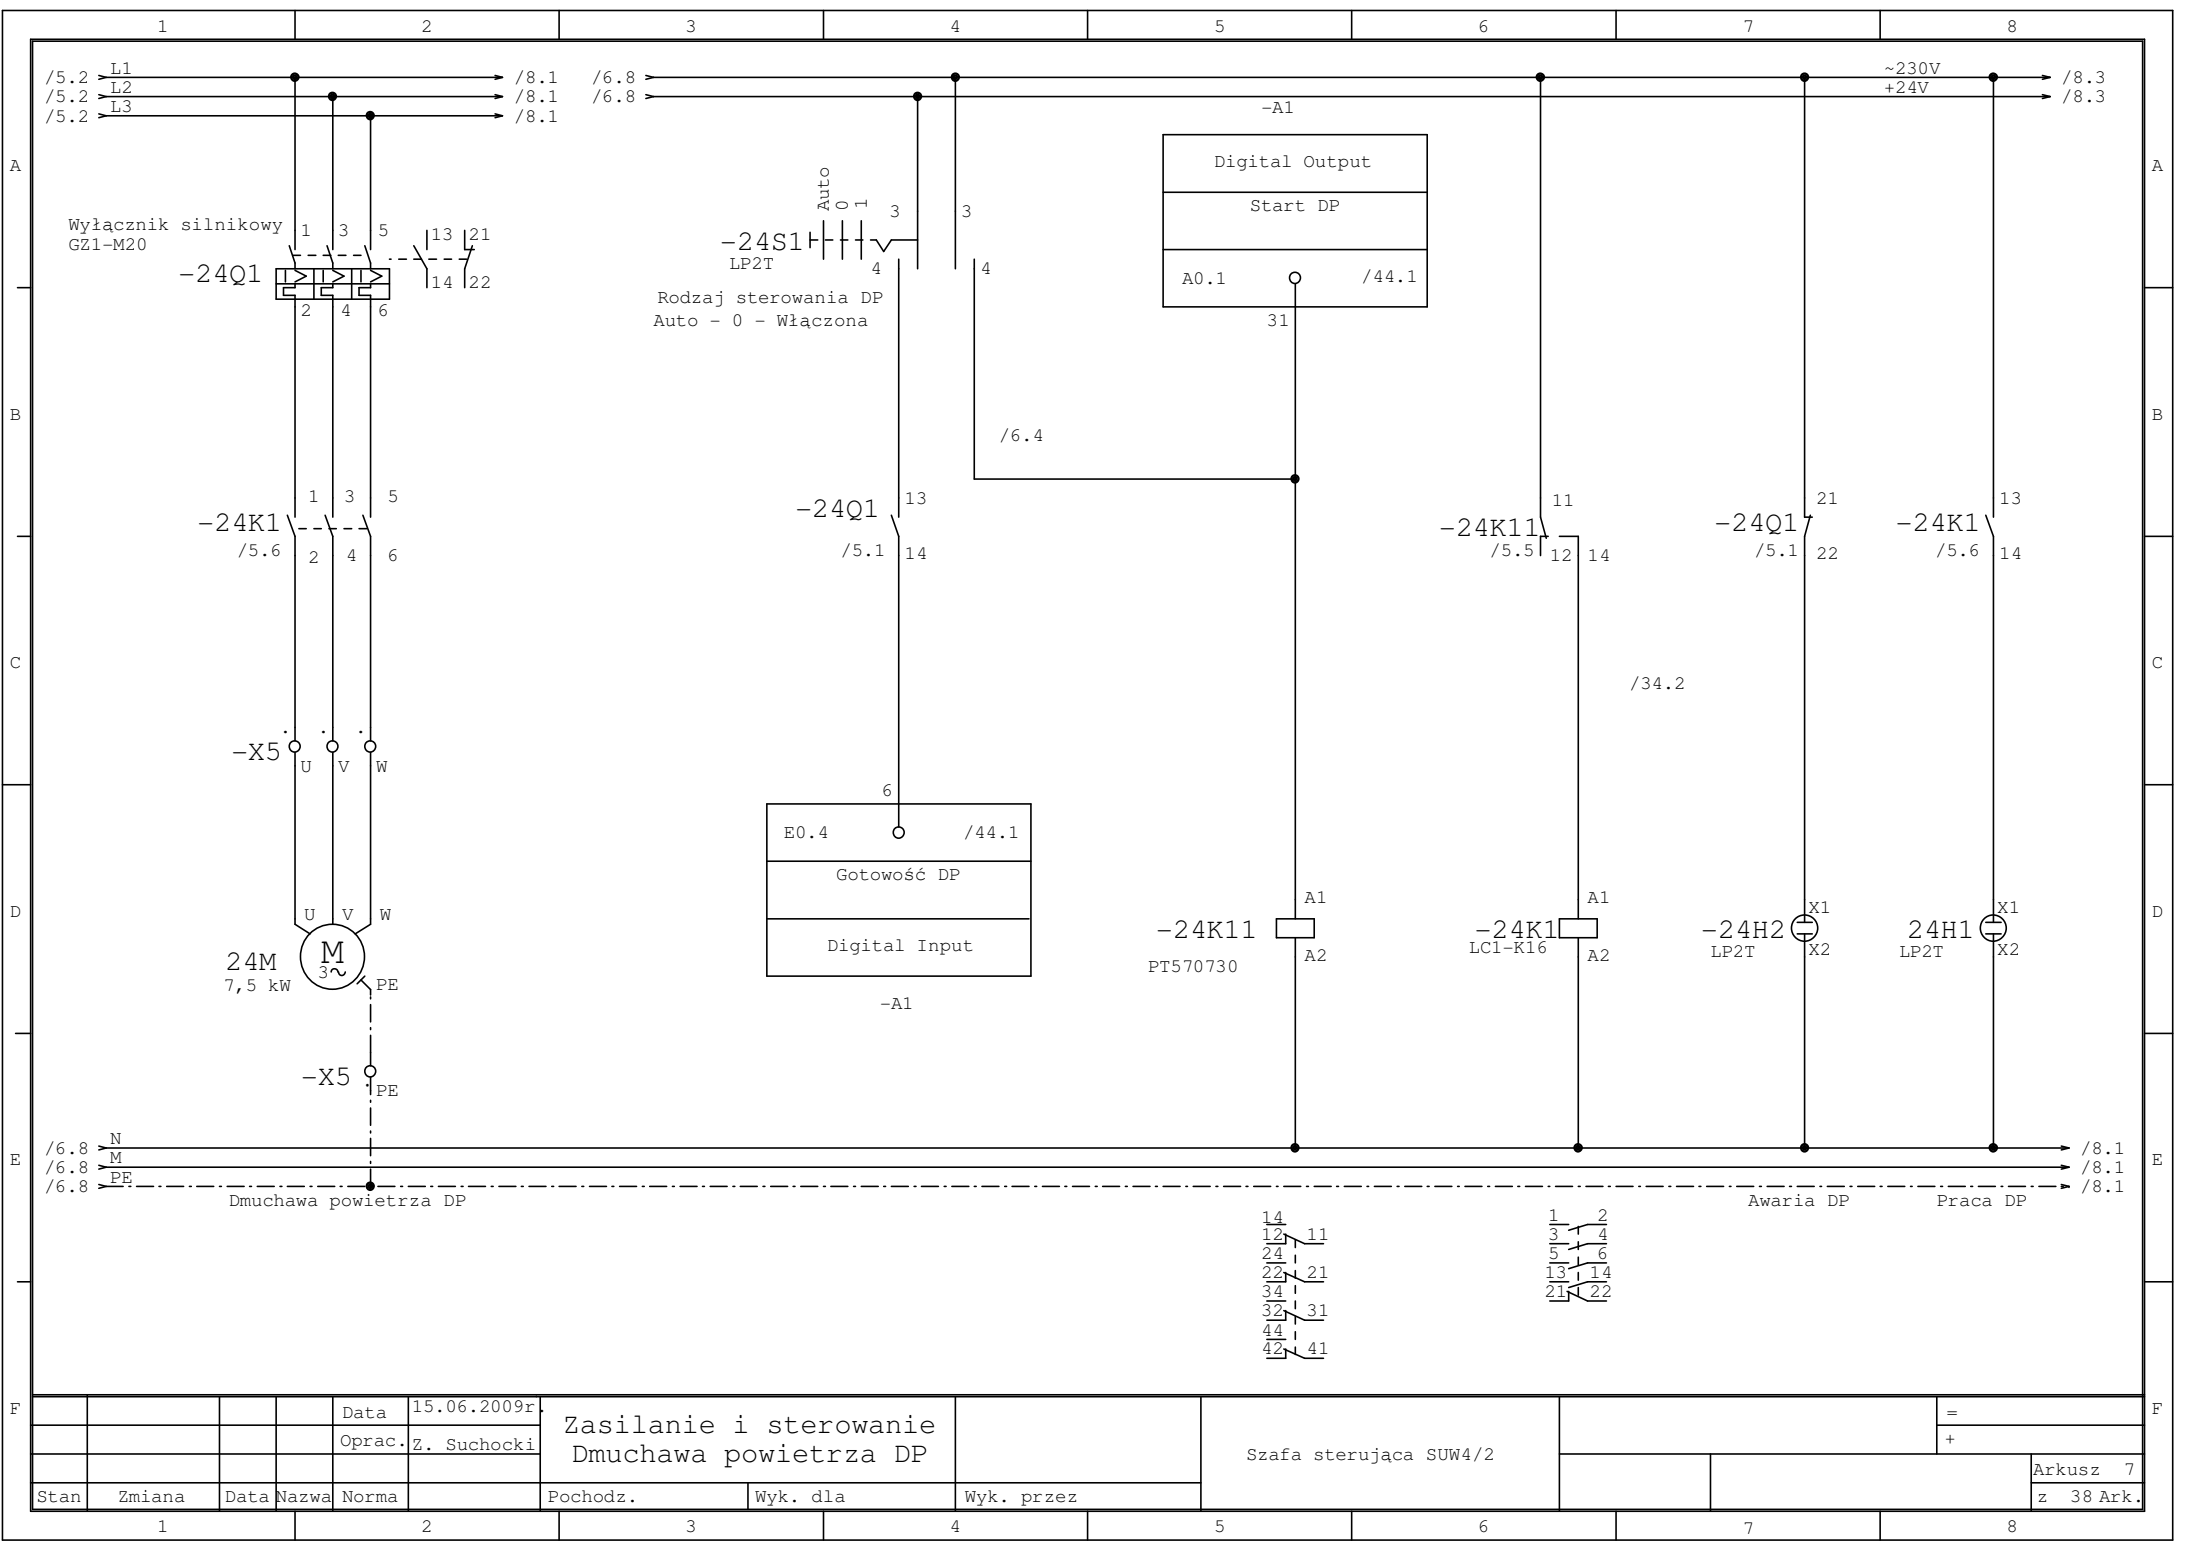 1 2 3 4 5 6 7 8
/5.2 L1 /8.1 /6.8 ~230V /8.3
/5.2 L2 /8.1 /6.8 +24V /8.3
/5.2 L3 /8.1
-A1
A A
Digital Output
Start DP
A0.1 /44.1
31
Wyłącznik silnikowy
GZ1-M20
-24Q1
1 3 5 13 21
14 22
2 4 6
Auto
0
1
3 3
-24S1
LP2T
4 4
Rodzaj sterowania DP
Auto - 0 - Włączona
B B
/6.4
1 3 5
-24K1
/5.6
2 4 6
13
-24Q1
/5.1 14
11
-24K11
/5.5 12 14
21
-24Q1
/5.1 22
13
-24K1
/5.6 14
C C
/34.2
-X5
U V W
6
E0.4 /44.1
Gotowość DP
Digital Input
-A1
D D
U V W
M
3~
24M
7,5 kW
PE
A1
-24K11
A2
PT570730
A1
-24K1
LC1-K16
A2
X1
-24H2
LP2T X2
X1
24H1
LP2T X2
-X5
PE
E E
/6.8 N /8.1
/6.8 M /8.1
/6.8 PE /8.1
Dmuchawa powietrza DP Awaria DP Praca DP
14
12 11
24
22 21
34
32 31
44
42 41
1 2
3 4
5 6
13 14
21 22
F F
Data 15.06.2009r.
Oprac. Z. Suchocki
Zasilanie i sterowanie
Dmuchawa powietrza DP
Szafa sterująca SUW4/2
=
+
Arkusz 7
z 38 Ark.
Stan Zmiana Data Nazwa Norma Pochodz. Wyk. dla Wyk. przez
1 2 3 4 5 6 7 8